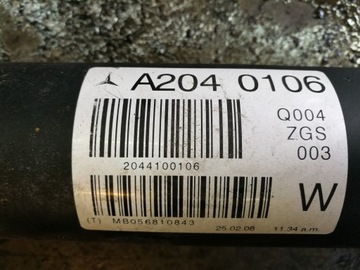 A204 0106
Q004
ZGS
003
2044100106
W
(T) MB056810843
25.02.08 11.34 a.m.